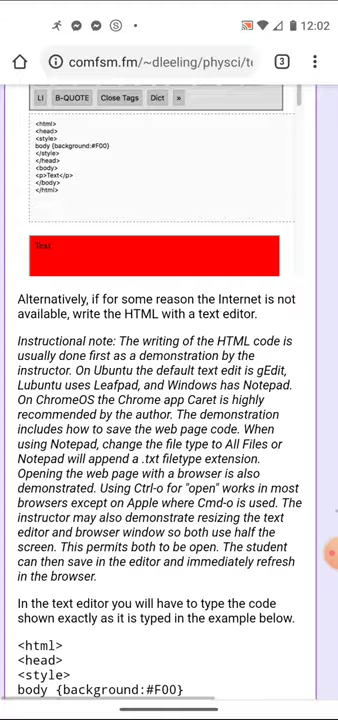 12:02
comfsm.fm/~dleeling/physci/te
3
LI B-QUOTE Close Tags Dict »
<html>
<head>
<style>
body {background:#F00}
</style>
</head>
<body>
<p>Text</p>
</body>
</html>
Text
Alternatively, if for some reason the Internet is not
available, write the HTML with a text editor.
Instructional note: The writing of the HTML code is
usually done first as a demonstration by the
instructor. On Ubuntu the default text edit is gEdit,
Lubuntu uses Leafpad, and Windows has Notepad.
On ChromeOS the Chrome app Caret is highly
recommended by the author. The demonstration
includes how to save the web page code. When
using Notepad, change the file type to All Files or
Notepad will append a .txt filetype extension.
Opening the web page with a browser is also
demonstrated. Using Ctrl-o for "open" works in most
browsers except on Apple where Cmd-o is used. The
instructor may also demonstrate resizing the text
editor and browser window so both use half the
screen. This permits both to be open. The student
can then save in the editor and immediately refresh
in the browser.
In the text editor you will have to type the code
shown exactly as it is typed in the example below.
<html>
<head>
<style>
body {background:#F00}